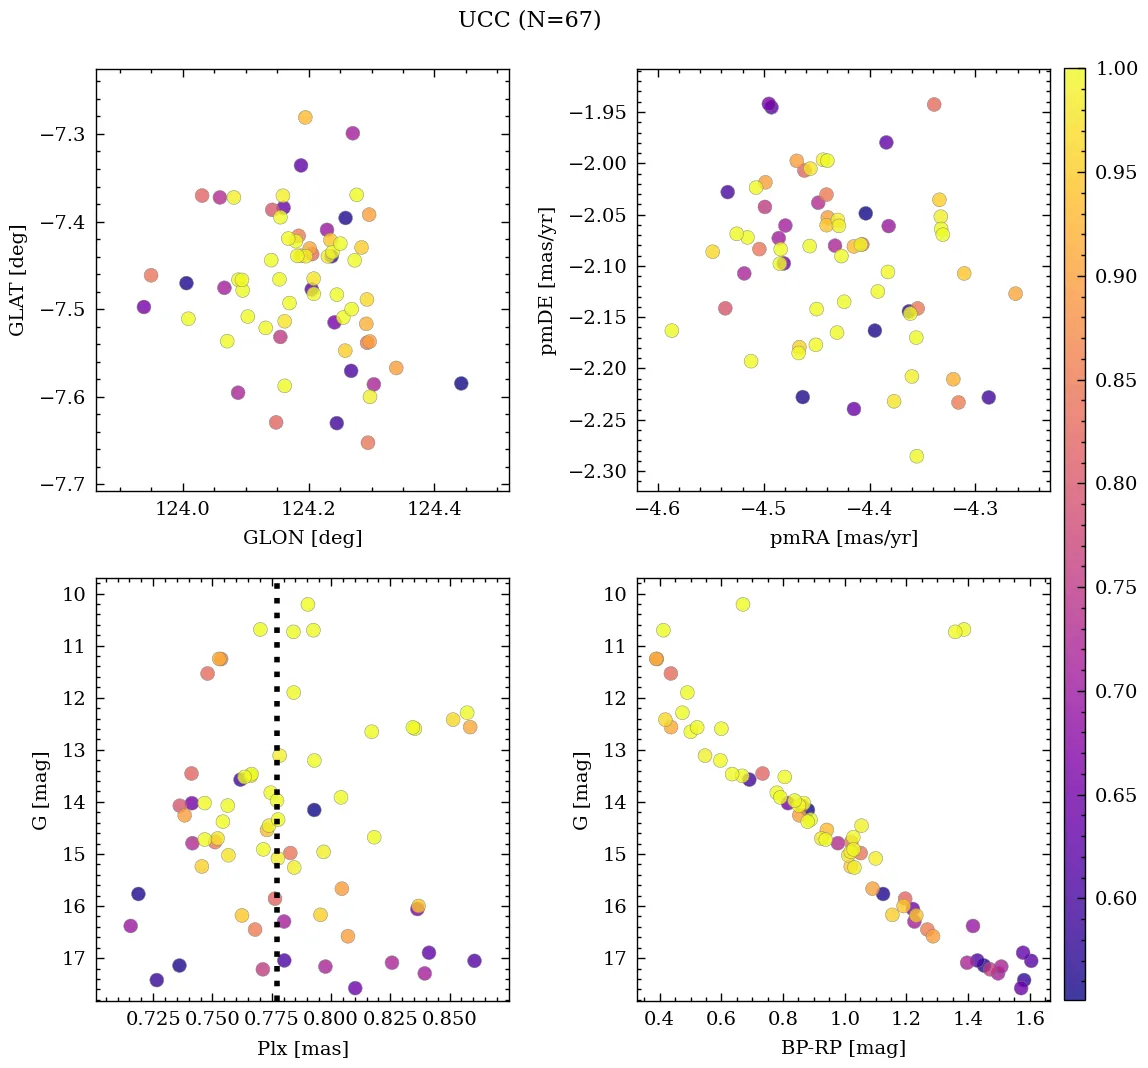 UCC (N=67)
−7.3
−7.4
−7.5
−7.6
−7.7
GLAT [deg]
124.0 124.2 124.4
GLON [deg]
−1.95
−2.00
−2.05
−2.10
−2.15
−2.20
−2.25
−2.30
pmDE [mas/yr]
−4.6 −4.5 −4.4 −4.3
pmRA [mas/yr]
10
11
12
13
14
15
16
17
G [mag]
0.725 0.750 0.775 0.800 0.825 0.850
Plx [mas]
10
11
12
13
14
15
16
17
G [mag]
0.4 0.6 0.8 1.0 1.2 1.4 1.6
BP-RP [mag]
1.00
0.95
0.90
0.85
0.80
0.75
0.70
0.65
0.60